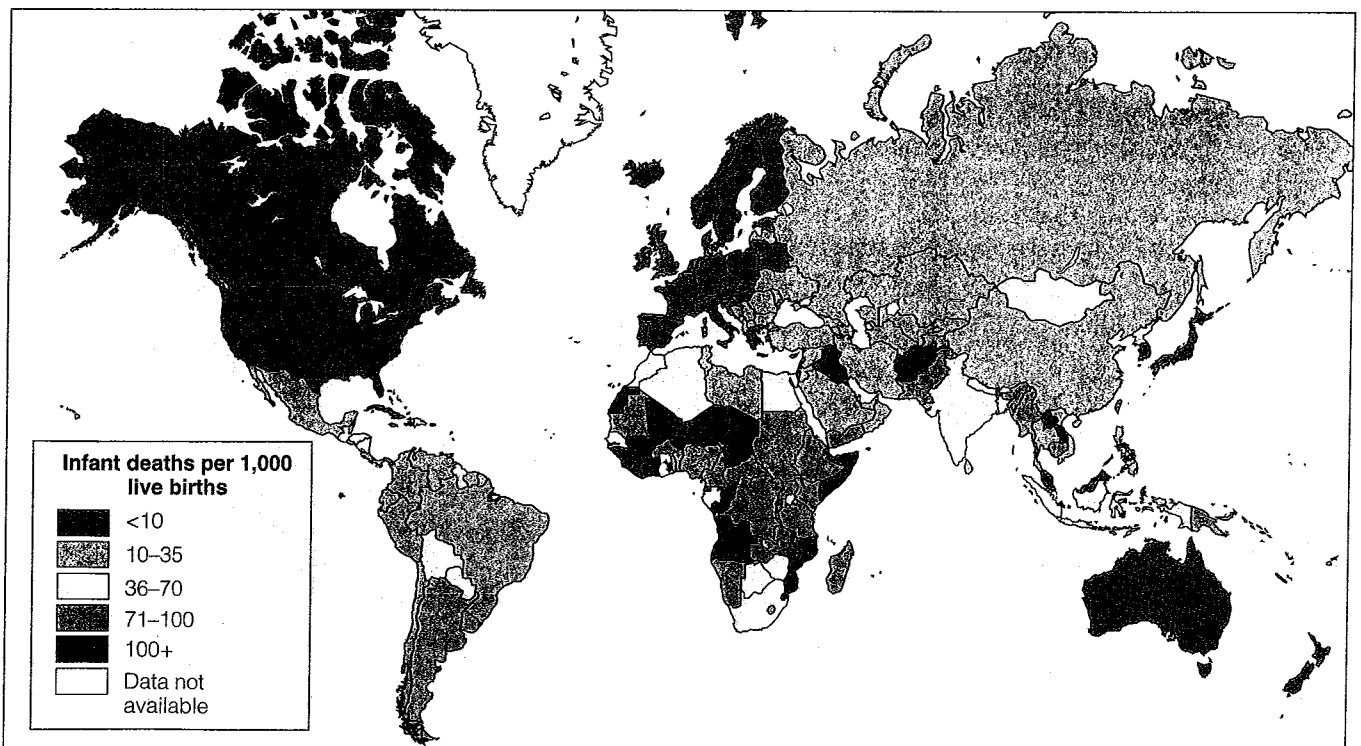 Infant deaths per 1,000
live births
<10
10–35
36–70
71–100
100+
Data not
available